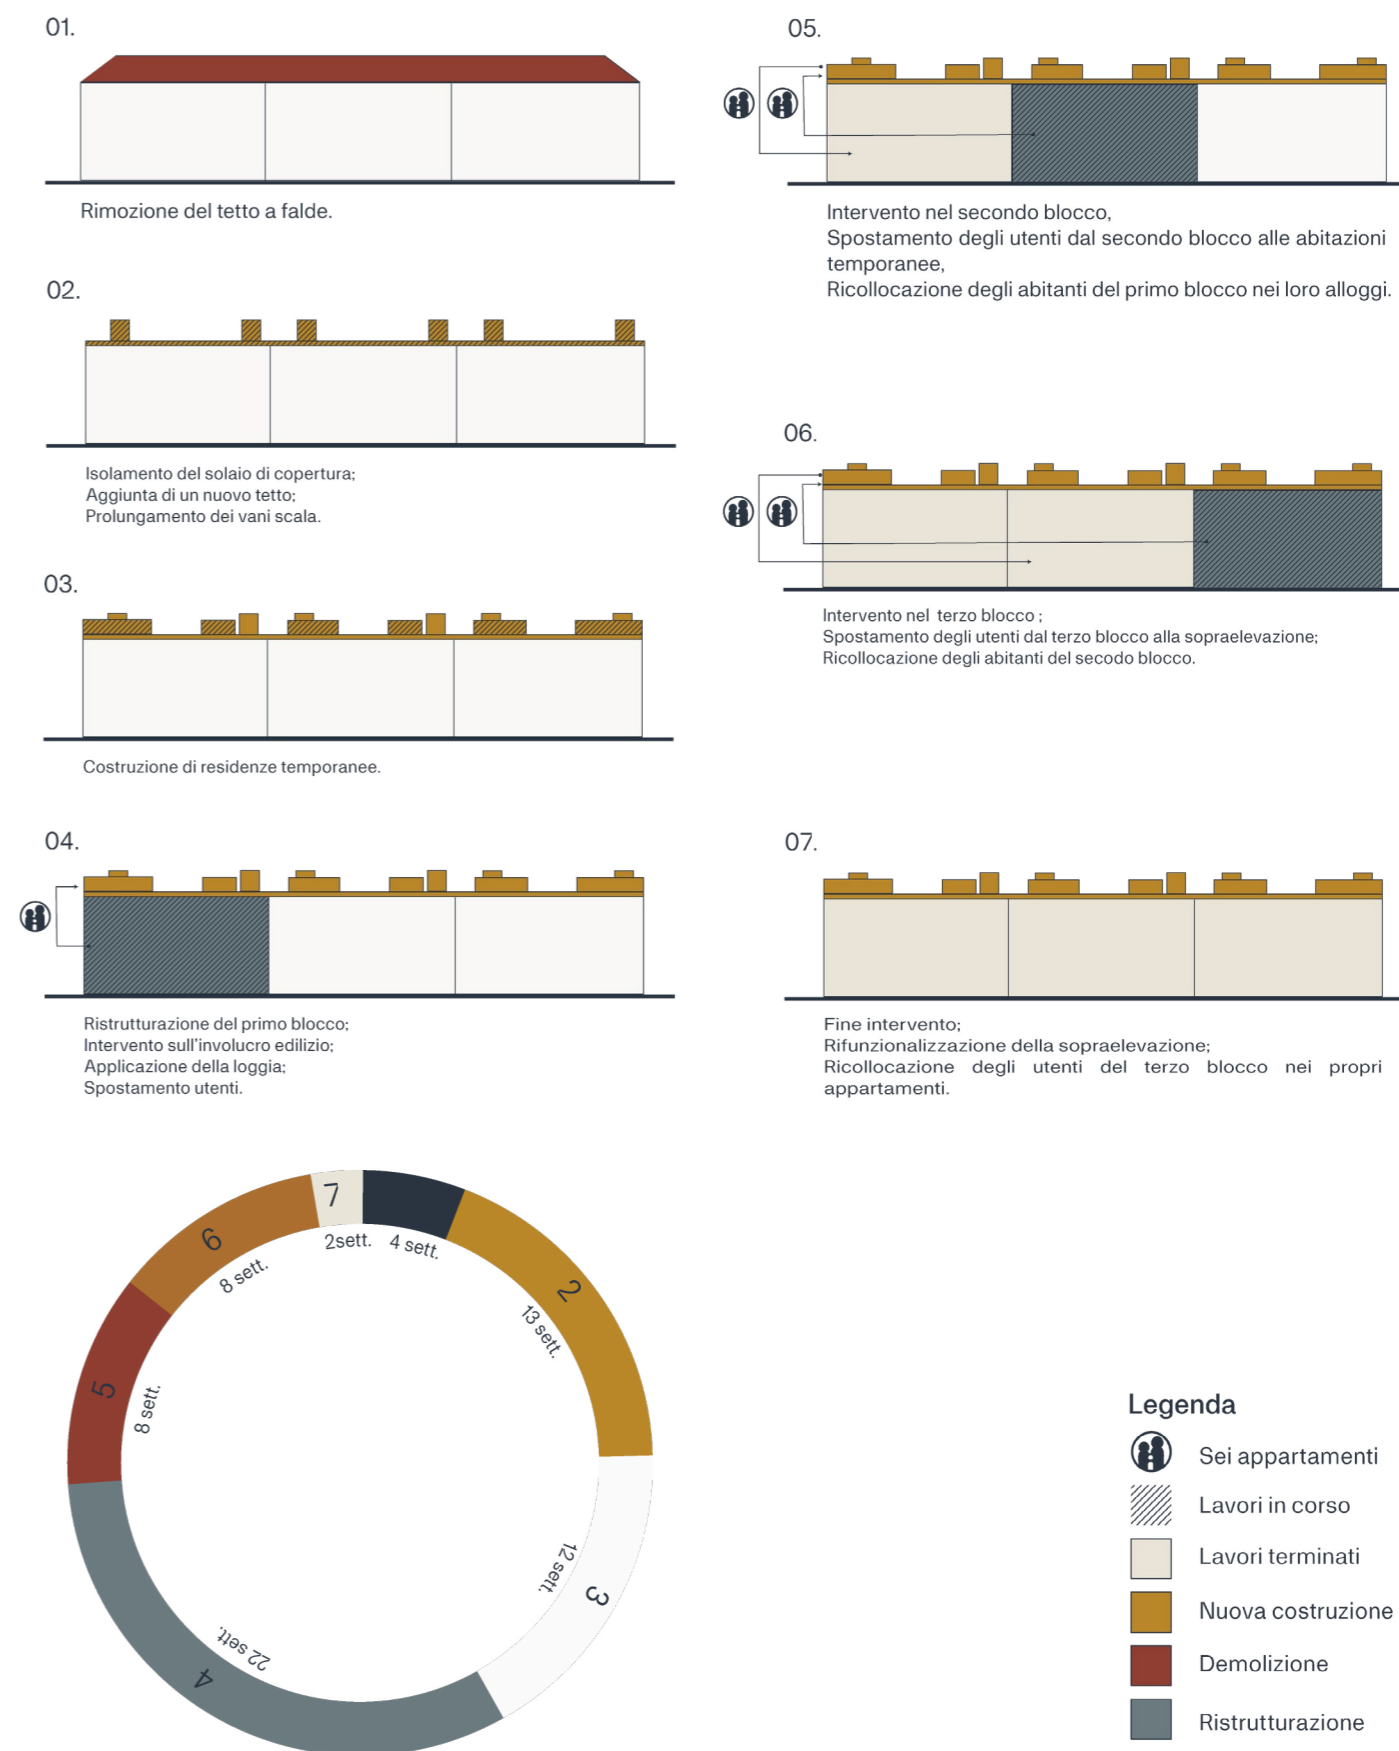 01.
Rimozione del tetto a falde.
02.
Isolamento del solaio di copertura;
Aggiunta di un nuovo tetto;
Prolungamento dei vani scala.
03.
Costruzione di residenze temporanee.
04.
Ristrutturazione del primo blocco;
Intervento sull'involucro edilizio;
Applicazione della loggia;
Spostamento utenti.
05.
Intervento nel secondo blocco,
Spostamento degli utenti dal secondo blocco alle abitazioni
temporanee,
Ricollocazione degli abitanti del primo blocco nei loro alloggi.
06.
Intervento nel terzo blocco ;
Spostamento degli utenti dal terzo blocco alla sopraelevazione;
Ricollocazione degli abitanti del secodo blocco.
07.
Fine intervento;
Rifunzionalizzazione della sopraelevazione;
Ricollocazione degli utenti del terzo blocco nei propri
appartamenti.
4 sett.
2
13 sett.
3
12 sett.
4
22 sett.
5
8 sett.
6
8 sett.
7
2sett.
Legenda
Sei appartamenti
Lavori in corso
Lavori terminati
Nuova costruzione
Demolizione
Ristrutturazione